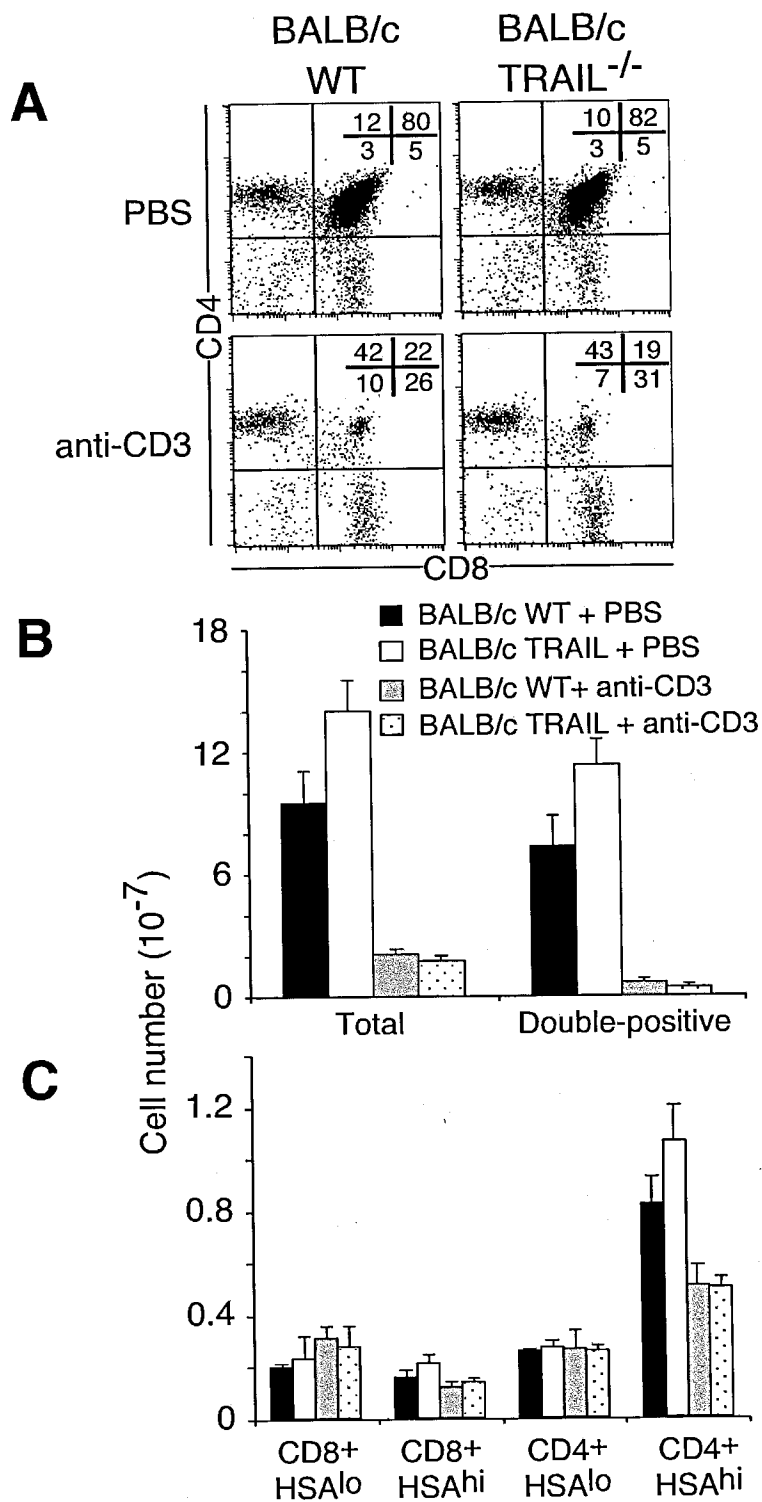 BALB/c BALB/c
WT TRAIL-/-
A
12 80 10 82
3 5 3 5
PBS
CD4
42 22 43 19
10 26 7 31
anti-CD3
CD8
B
BALB/c WT + PBS
BALB/c TRAIL + PBS
BALB/c WT+ anti-CD3
BALB/c TRAIL + anti-CD3
18
12
6
0
Total Double-positive
Cell number (10-7)
C
1.2
0.8
0.4
0
CD8+ CD8+ CD4+ CD4+
HSAlo HSAhi HSAlo HSAhi